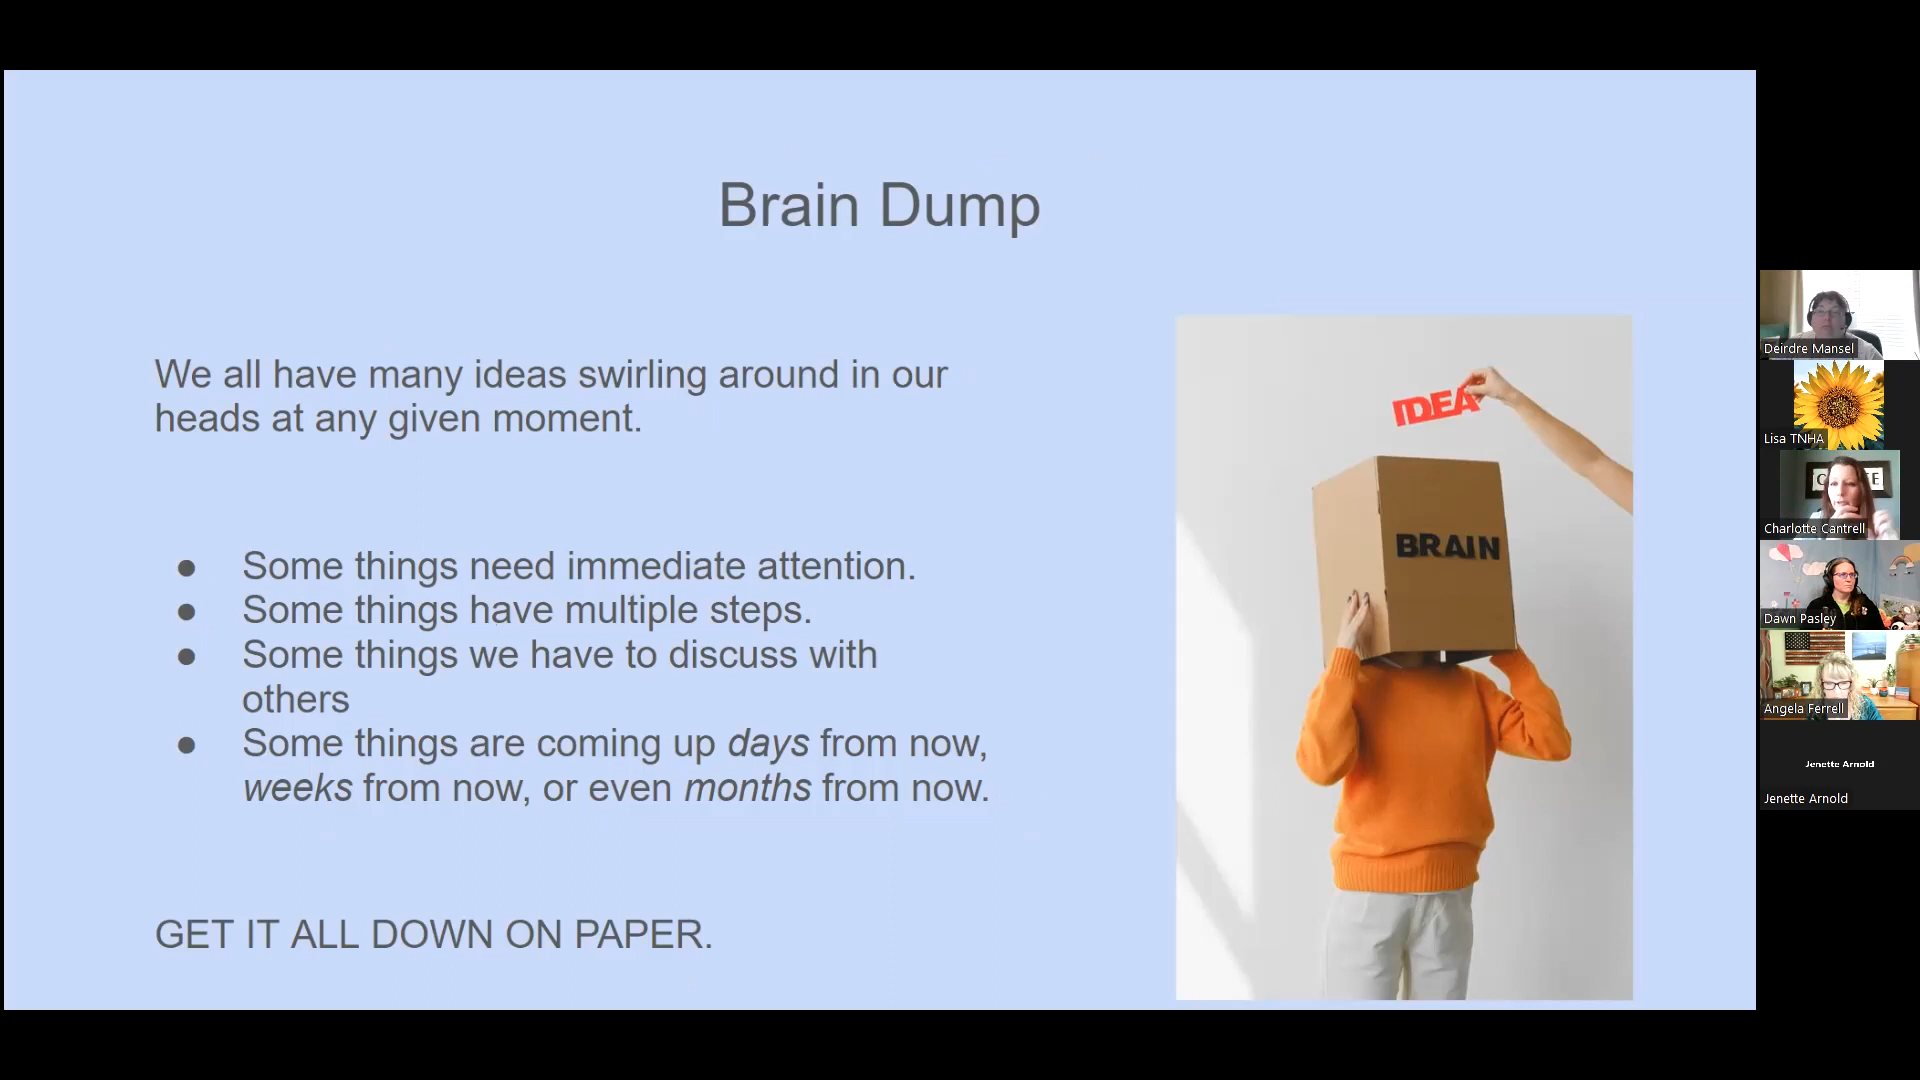 Brain Dump
We all have many ideas swirling around in our
heads at any given moment.
● Some things need immediate attention.
● Some things have multiple steps.
● Some things we have to discuss with
others
● Some things are coming up days from now,
weeks from now, or even months from now.
GET IT ALL DOWN ON PAPER.
IDEA
BRAIN
Deirdre Mansel
Lisa TNHA
Charlotte Cantrell
Dawn Pasley
Angela Ferrell
Jenette Arnold
Jenette Arnold